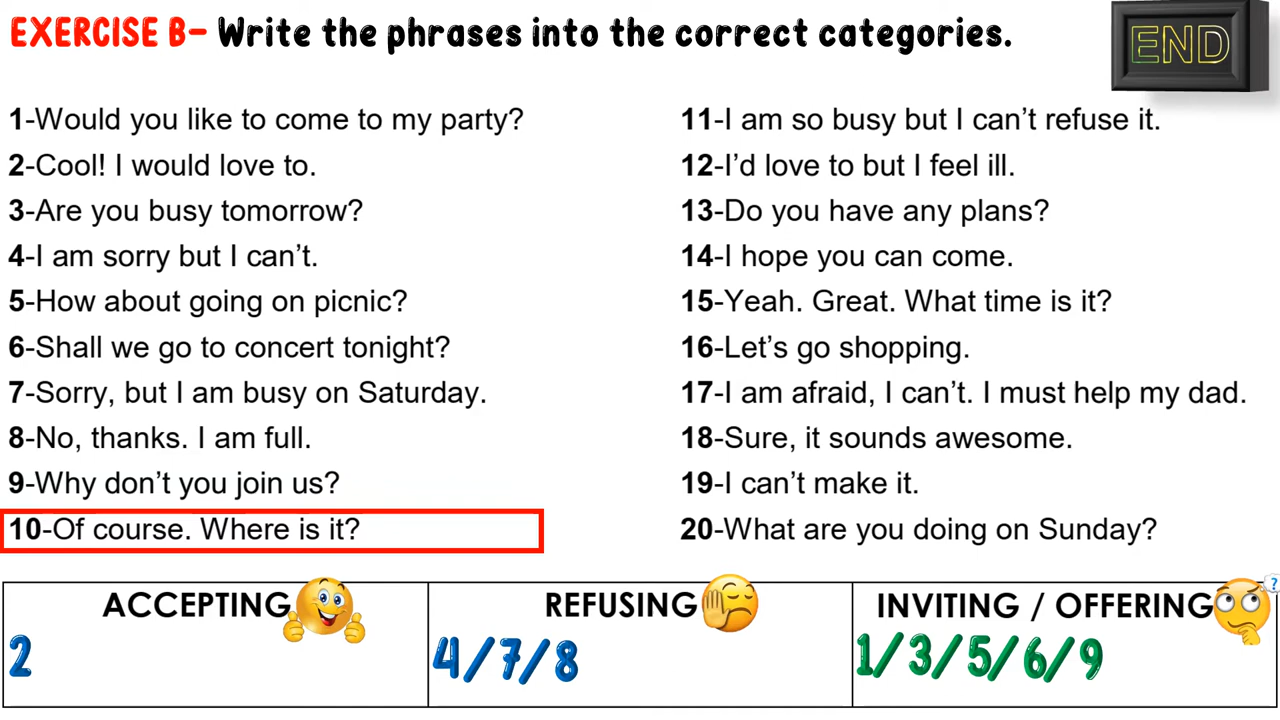 EXERCISE B- Write the phrases into the correct categories.
END
1-Would you like to come to my party?
2-Cool! I would love to.
3-Are you busy tomorrow?
4-I am sorry but I can't.
5-How about going on picnic?
6-Shall we go to concert tonight?
7-Sorry, but I am busy on Saturday.
8-No, thanks. I am full.
9-Why don't you join us?
10-Of course. Where is it?
11-I am so busy but I can't refuse it.
12-I'd love to but I feel ill.
13-Do you have any plans?
14-I hope you can come.
15-Yeah. Great. What time is it?
16-Let's go shopping.
17-I am afraid, I can't. I must help my dad.
18-Sure, it sounds awesome.
19-I can't make it.
20-What are you doing on Sunday?
ACCEPTING
2
REFUSING
4/7/8
INVITING / OFFERING
?
1/3/5/6/9